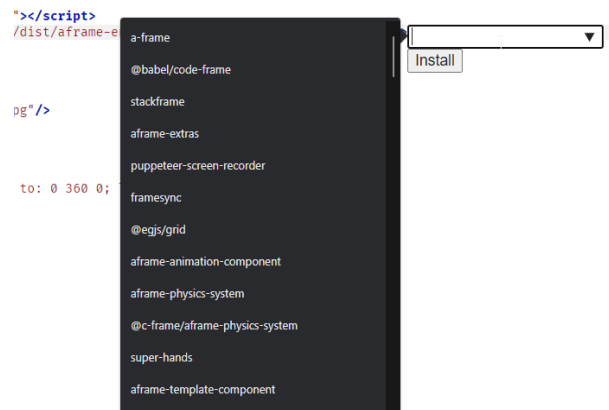 "></script>
/dist/aframe-e
pg"/>
to: 0 360 0;
a-frame
@babel/code-frame
stackframe
aframe-extras
puppeteer-screen-recorder
framesync
@egjs/grid
aframe-animation-component
aframe-physics-system
@c-frame/aframe-physics-system
super-hands
aframe-template-component
Install